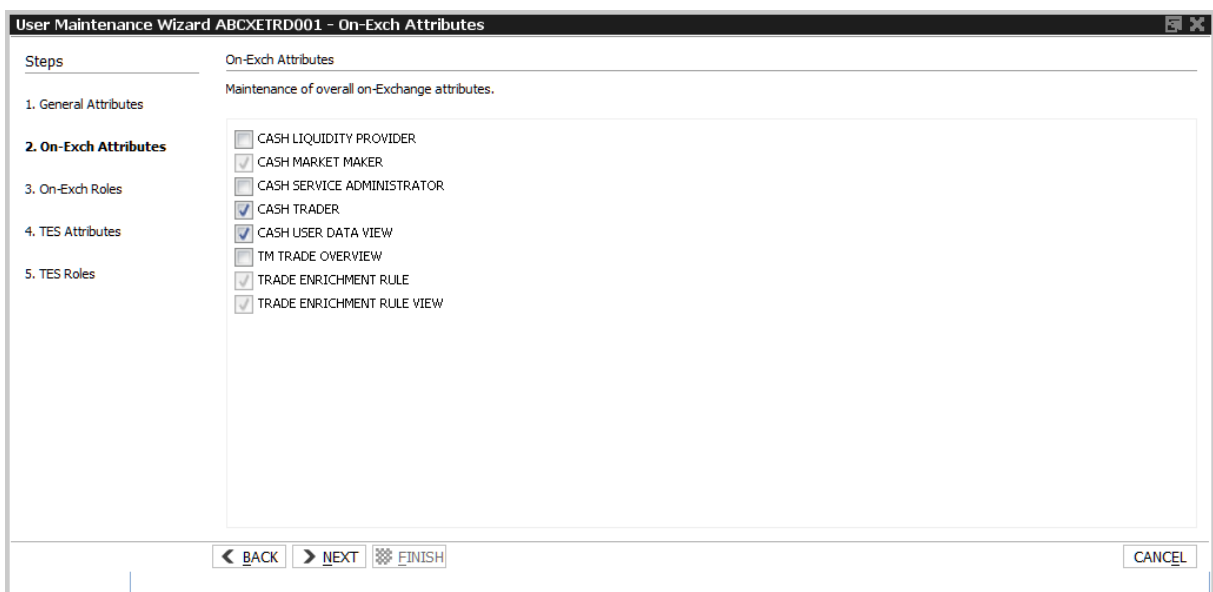 User Maintenance Wizard ABCXETRD001 - On-Exch Attributes
Steps
1. General Attributes
2. On-Exch Attributes
3. On-Exch Roles
4. TES Attributes
5. TES Roles
On-Exch Attributes
Maintenance of overall on-Exchange attributes.
CASH LIQUIDITY PROVIDER
CASH MARKET MAKER
CASH SERVICE ADMINISTRATOR
CASH TRADER
CASH USER DATA VIEW
TM TRADE OVERVIEW
TRADE ENRICHMENT RULE
TRADE ENRICHMENT RULE VIEW
BACK NEXT FINISH CANCEL